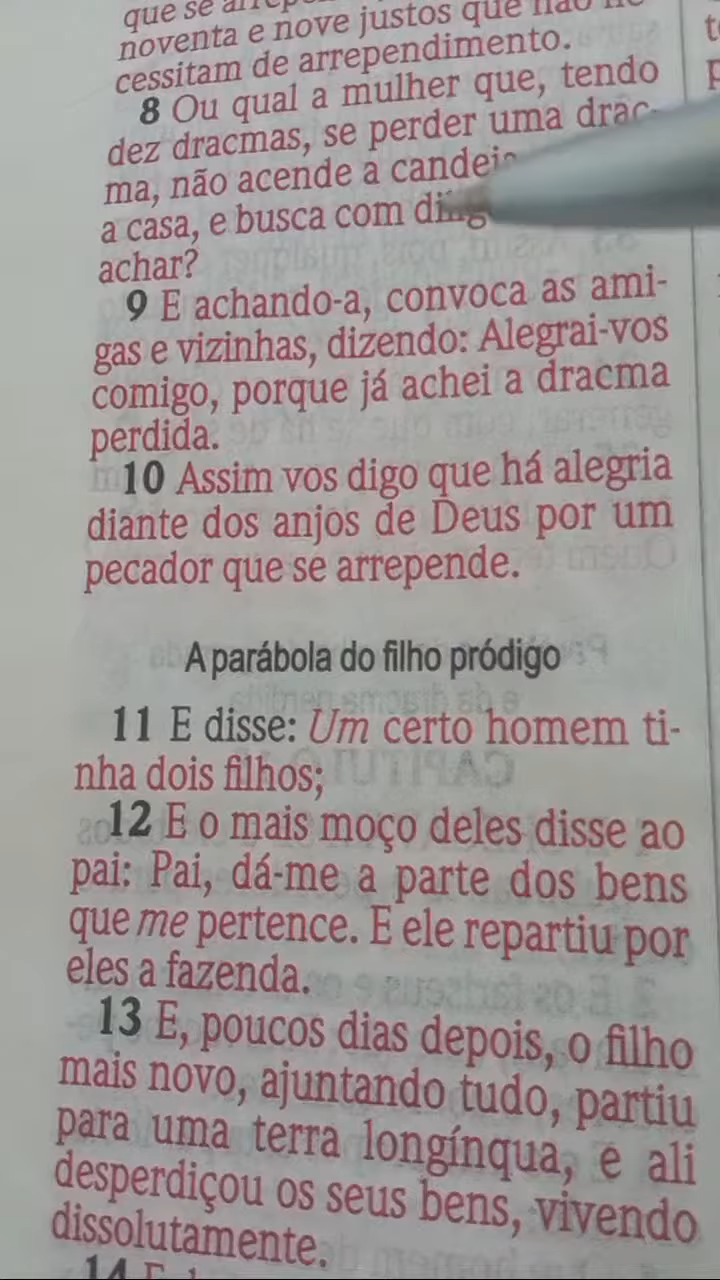 que se
noventa e nove justos que não ne-
cessitam de arrependimento.
8 Ou qual a mulher que, tendo
dez dracmas, se perder uma drac-
ma, não acende a candeia
a casa, e busca com
achar?
9 E achando-a, convoca as ami-
gas e vizinhas, dizendo: Alegrai-vos
comigo, porque já achei a dracma
perdida.
10 Assim vos digo que há alegria
diante dos anjos de Deus por um
pecador que se arrepende.
A parábola do filho pródigo
11 E disse: Um certo homem ti-
nha dois filhos;
12 E o mais moço deles disse ao
pai: Pai, dá-me a parte dos bens
que me pertence. E ele repartiu por
eles a fazenda.
13 E, poucos dias depois, o filho
mais novo, ajuntando tudo, partiu
para uma terra longínqua, e ali
desperdiçou os seus bens, vivendo
dissolutamente.
14 E